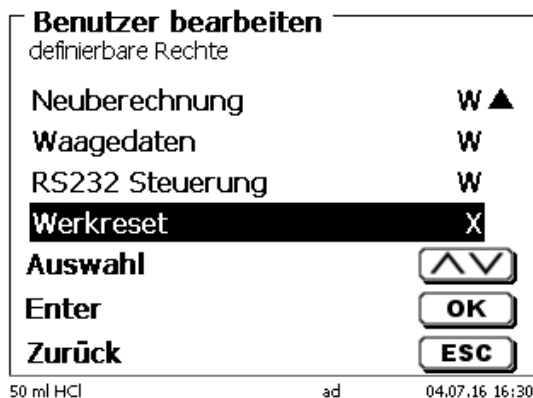 Benutzer bearbeiten
definierbare Rechte
Neuberechnung W▲
Waagedaten W
RS232 Steuerung W
Werkreset X
Auswahl
Enter OK
Zurück ESC
50 ml HCl ad 04.07.16 16:30